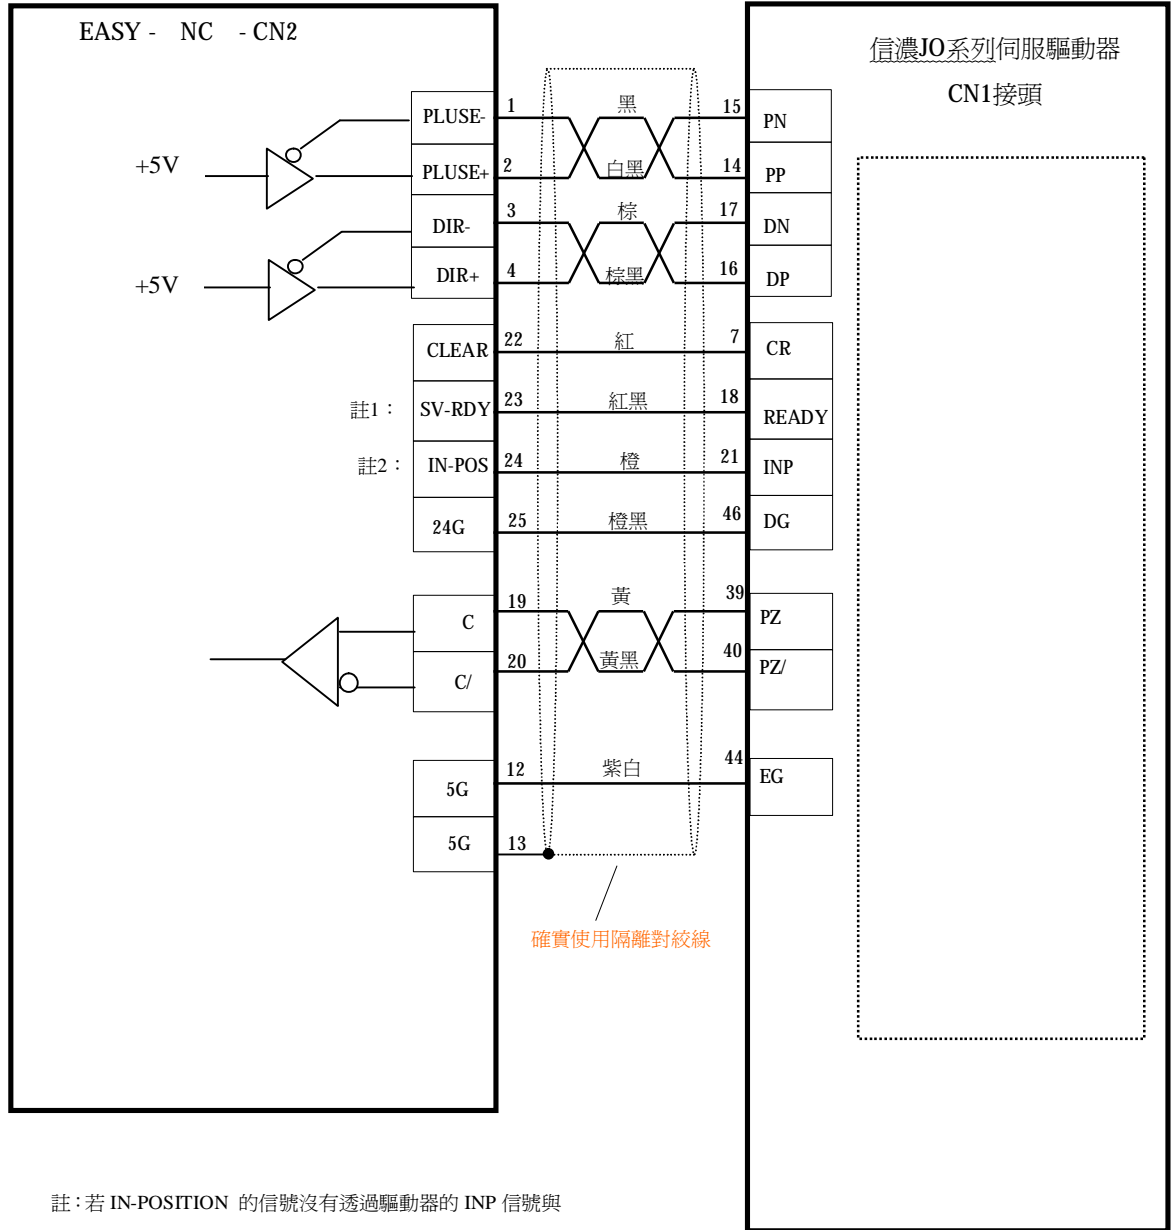 EASY - NC - CN2
信濃JO系列伺服驅動器
CN1接頭
PLUSE- 1 黑 15 PN
+5V
PLUSE+ 2 白黑 14 PP
DIR- 3 棕 17 DN
+5V
DIR+ 4 棕黑 16 DP
CLEAR 22 紅 7 CR
註1： SV-RDY 23 紅黑 18 READY
註2： IN-POS 24 橙 21 INP
24G 25 橙黑 46 DG
C 19 黃 39 PZ
C/ 20 黃黑 40 PZ/
5G 12 紫白 44 EG
5G 13
確實使用隔離對絞線
註：若 IN-POSITION 的信號沒有透過驅動器的 INP 信號與